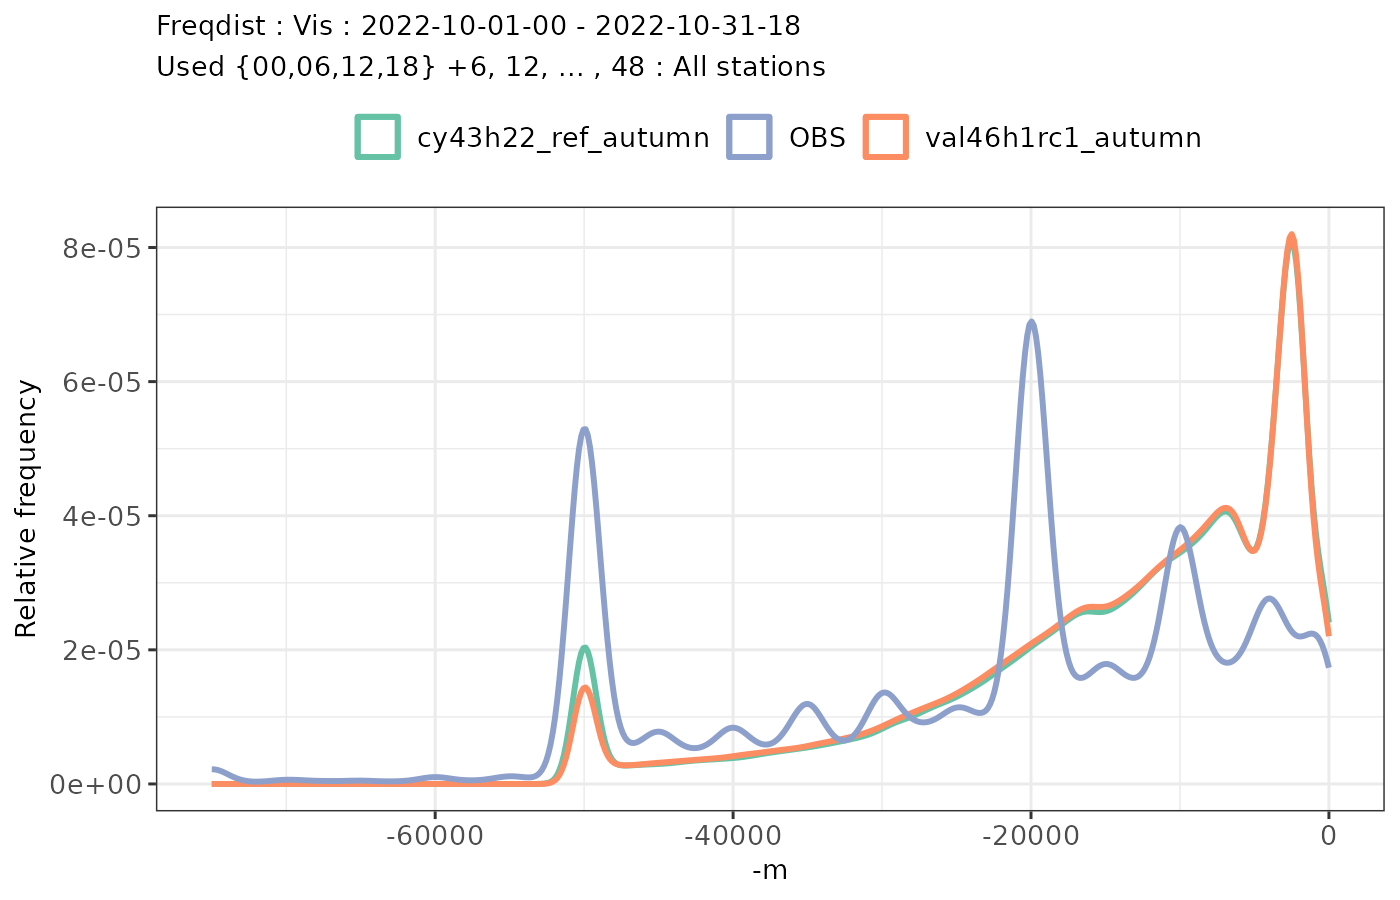 Freqdist : Vis : 2022-10-01-00 - 2022-10-31-18
Used {00,06,12,18} +6, 12, ... , 48 : All stations
cy43h22_ref_autumn OBS val46h1rc1_autumn
8e-05
6e-05
4e-05
2e-05
0e+00
Relative frequency
-60000 -40000 -20000 0
-m